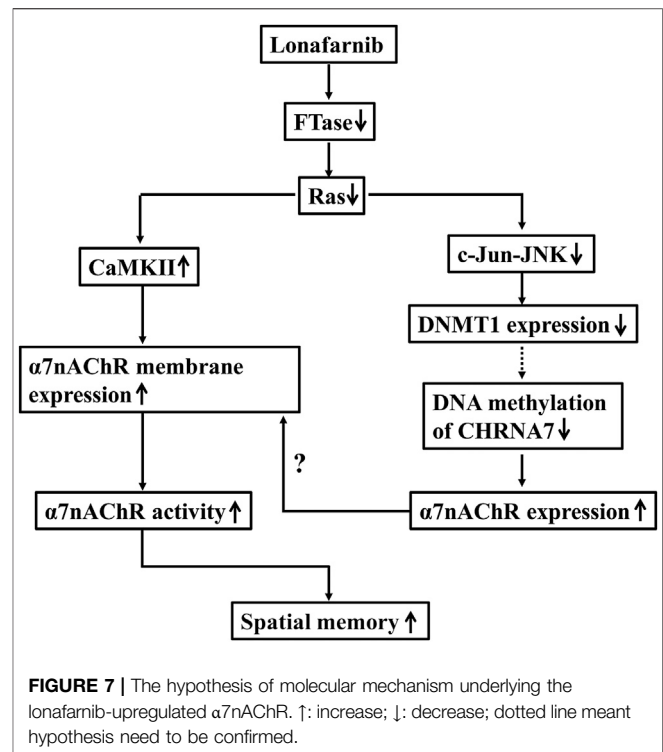 Lonafarnib
FTase↓
Ras↓
CaMKII↑
c-Jun-JNK↓
DNMT1 expression↓
α7nAChR membrane
expression↑
DNA methylation
of CHRNA7↓
?
α7nAChR activity↑
α7nAChR expression↑
Spatial memory↑
FIGURE 7 | The hypothesis of molecular mechanism underlying the
lonafarnib-upregulated α7nAChR. ↑: increase; ↓: decrease; dotted line meant
hypothesis need to be confirmed.